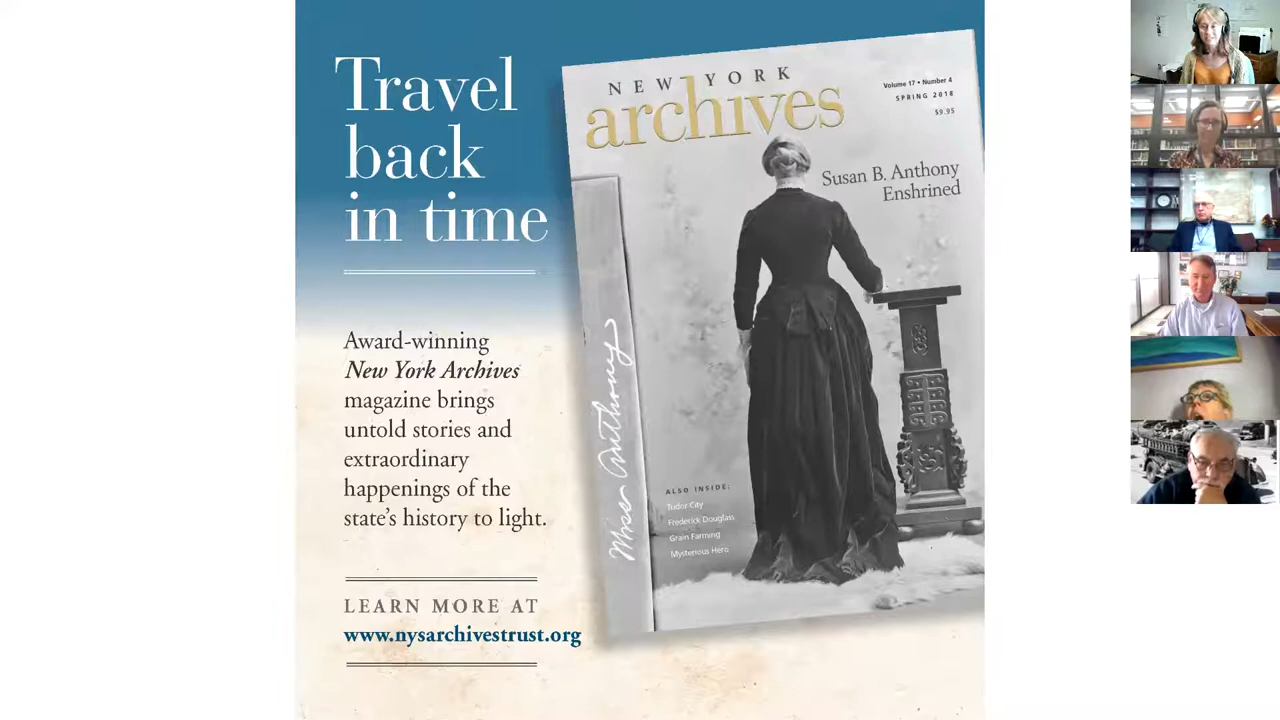 Travel
back
in time
Award-winning
New York Archives
magazine brings
untold stories and
extraordinary
happenings of the
state's history to light.
LEARN MORE AT
www.nysarchivestrust.org
NEW YORK
archives
Volume 17 • Number 4
SPRING 2018
$9.95
Susan B. Anthony
Enshrined
Miss Anthony
ALSO INSIDE:
Tudor City
Frederick Douglass
Grain Farming
Mysterious Hero